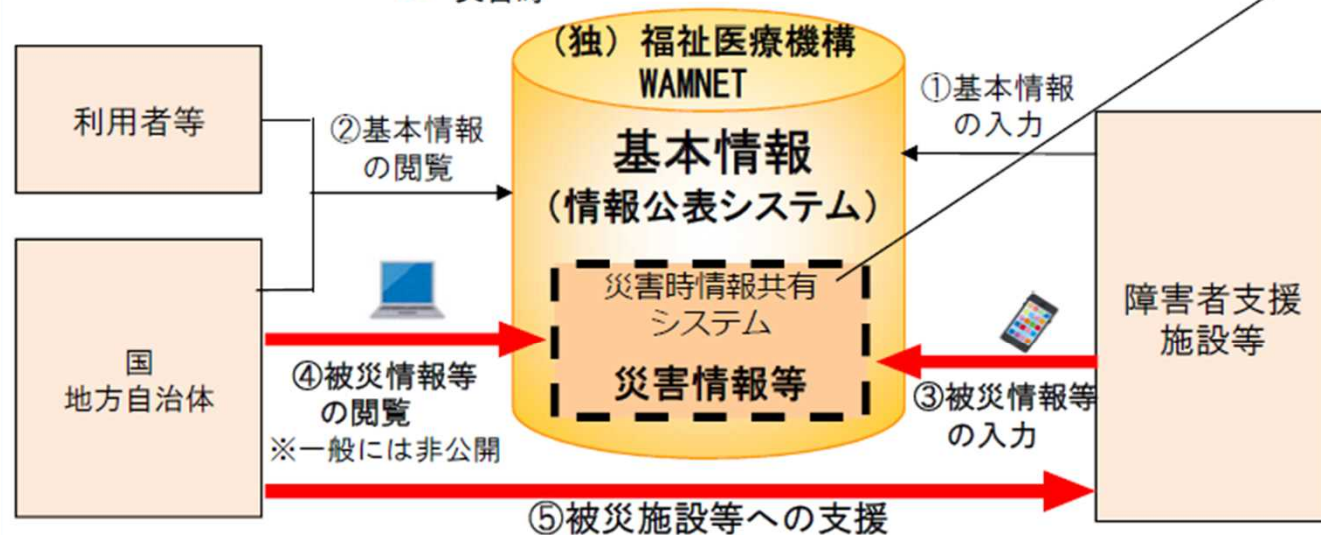 (独)福祉医療機構
WAMNET
利用者等
②基本情報
の閲覧
①基本情報
の入力
基本情報
(情報公表システム)
災害時情報共有
システム
災害情報等
国
地方自治体
④被災情報等
の閲覧
※一般には非公開
③被災情報等
の入力
障害者支援
施設等
⑤被災施設等への支援